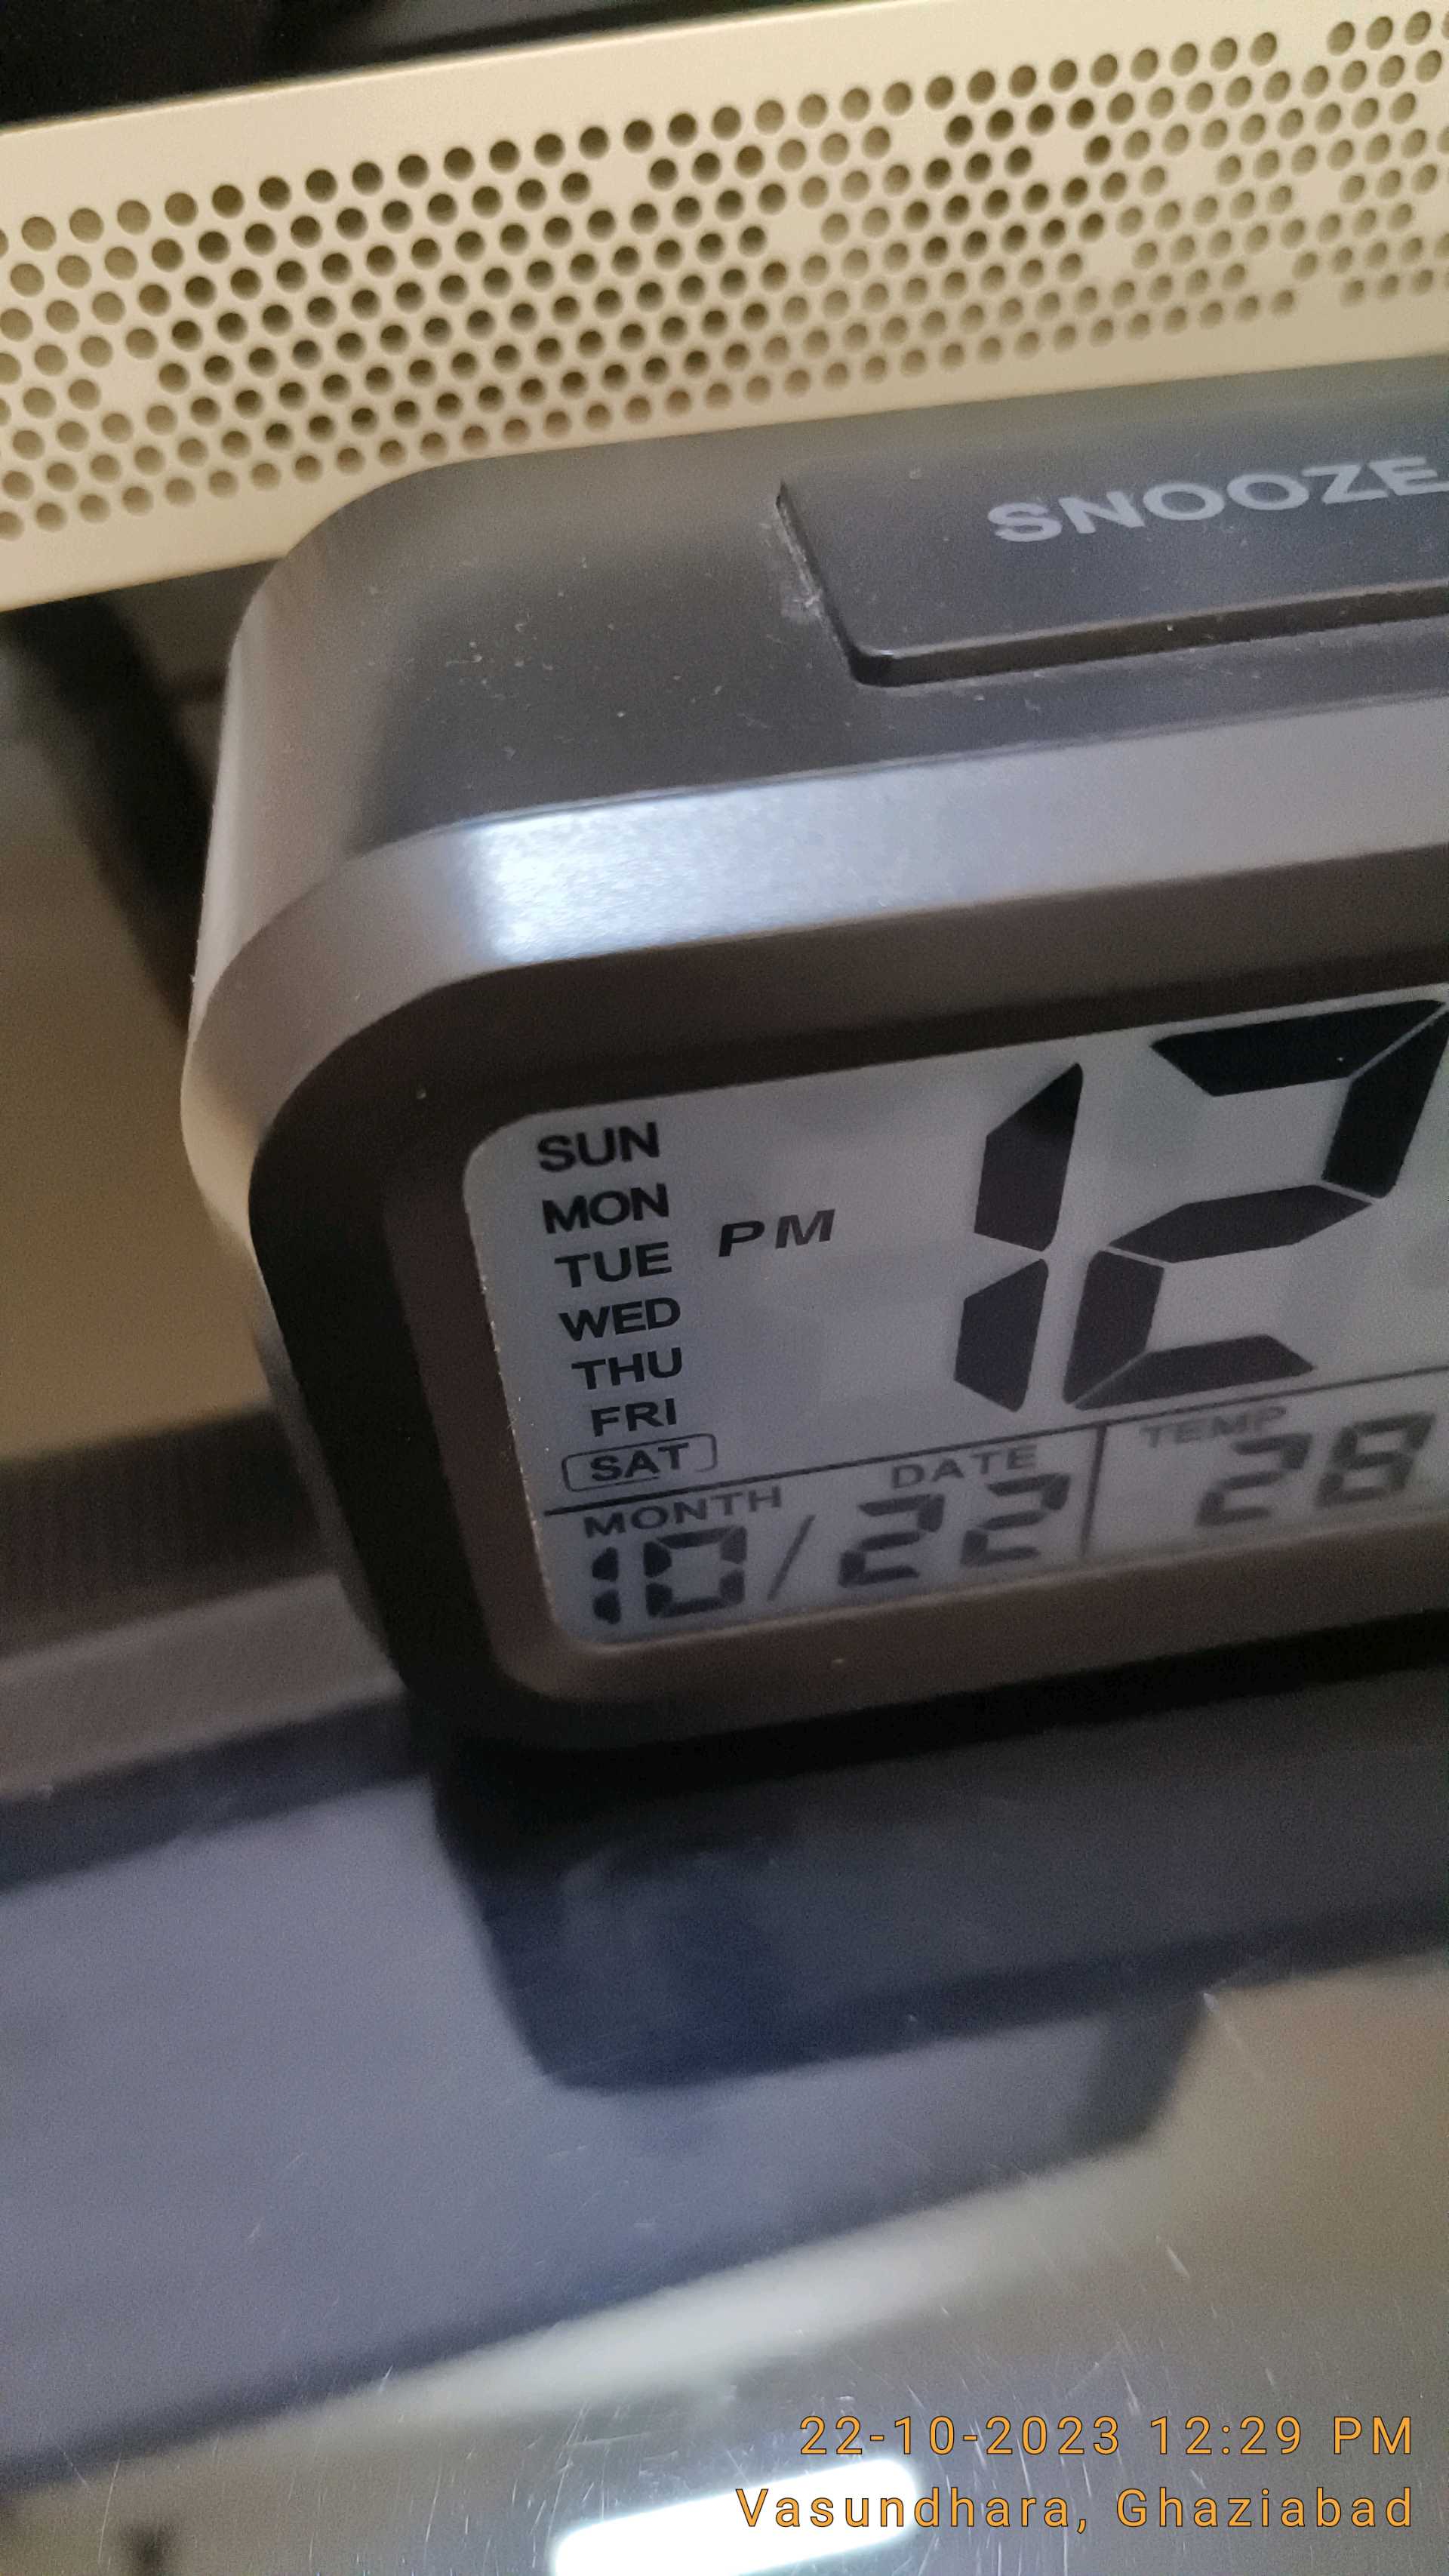 SNOOZE
SUN
MON
PM
TUE
WED
THU
FRI
SAT
12
MONTH DATE TEMP
10/22 28
22-10-2023 12:29 PM
Vasundhara, Ghaziabad